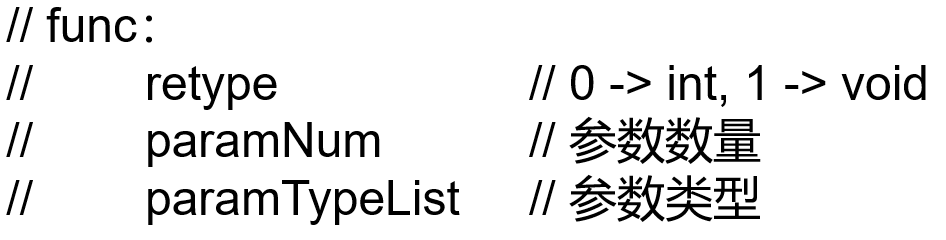 // func：
// retype // 0 -> int, 1 -> void
// paramNum // 参数数量
// paramTypeList // 参数类型